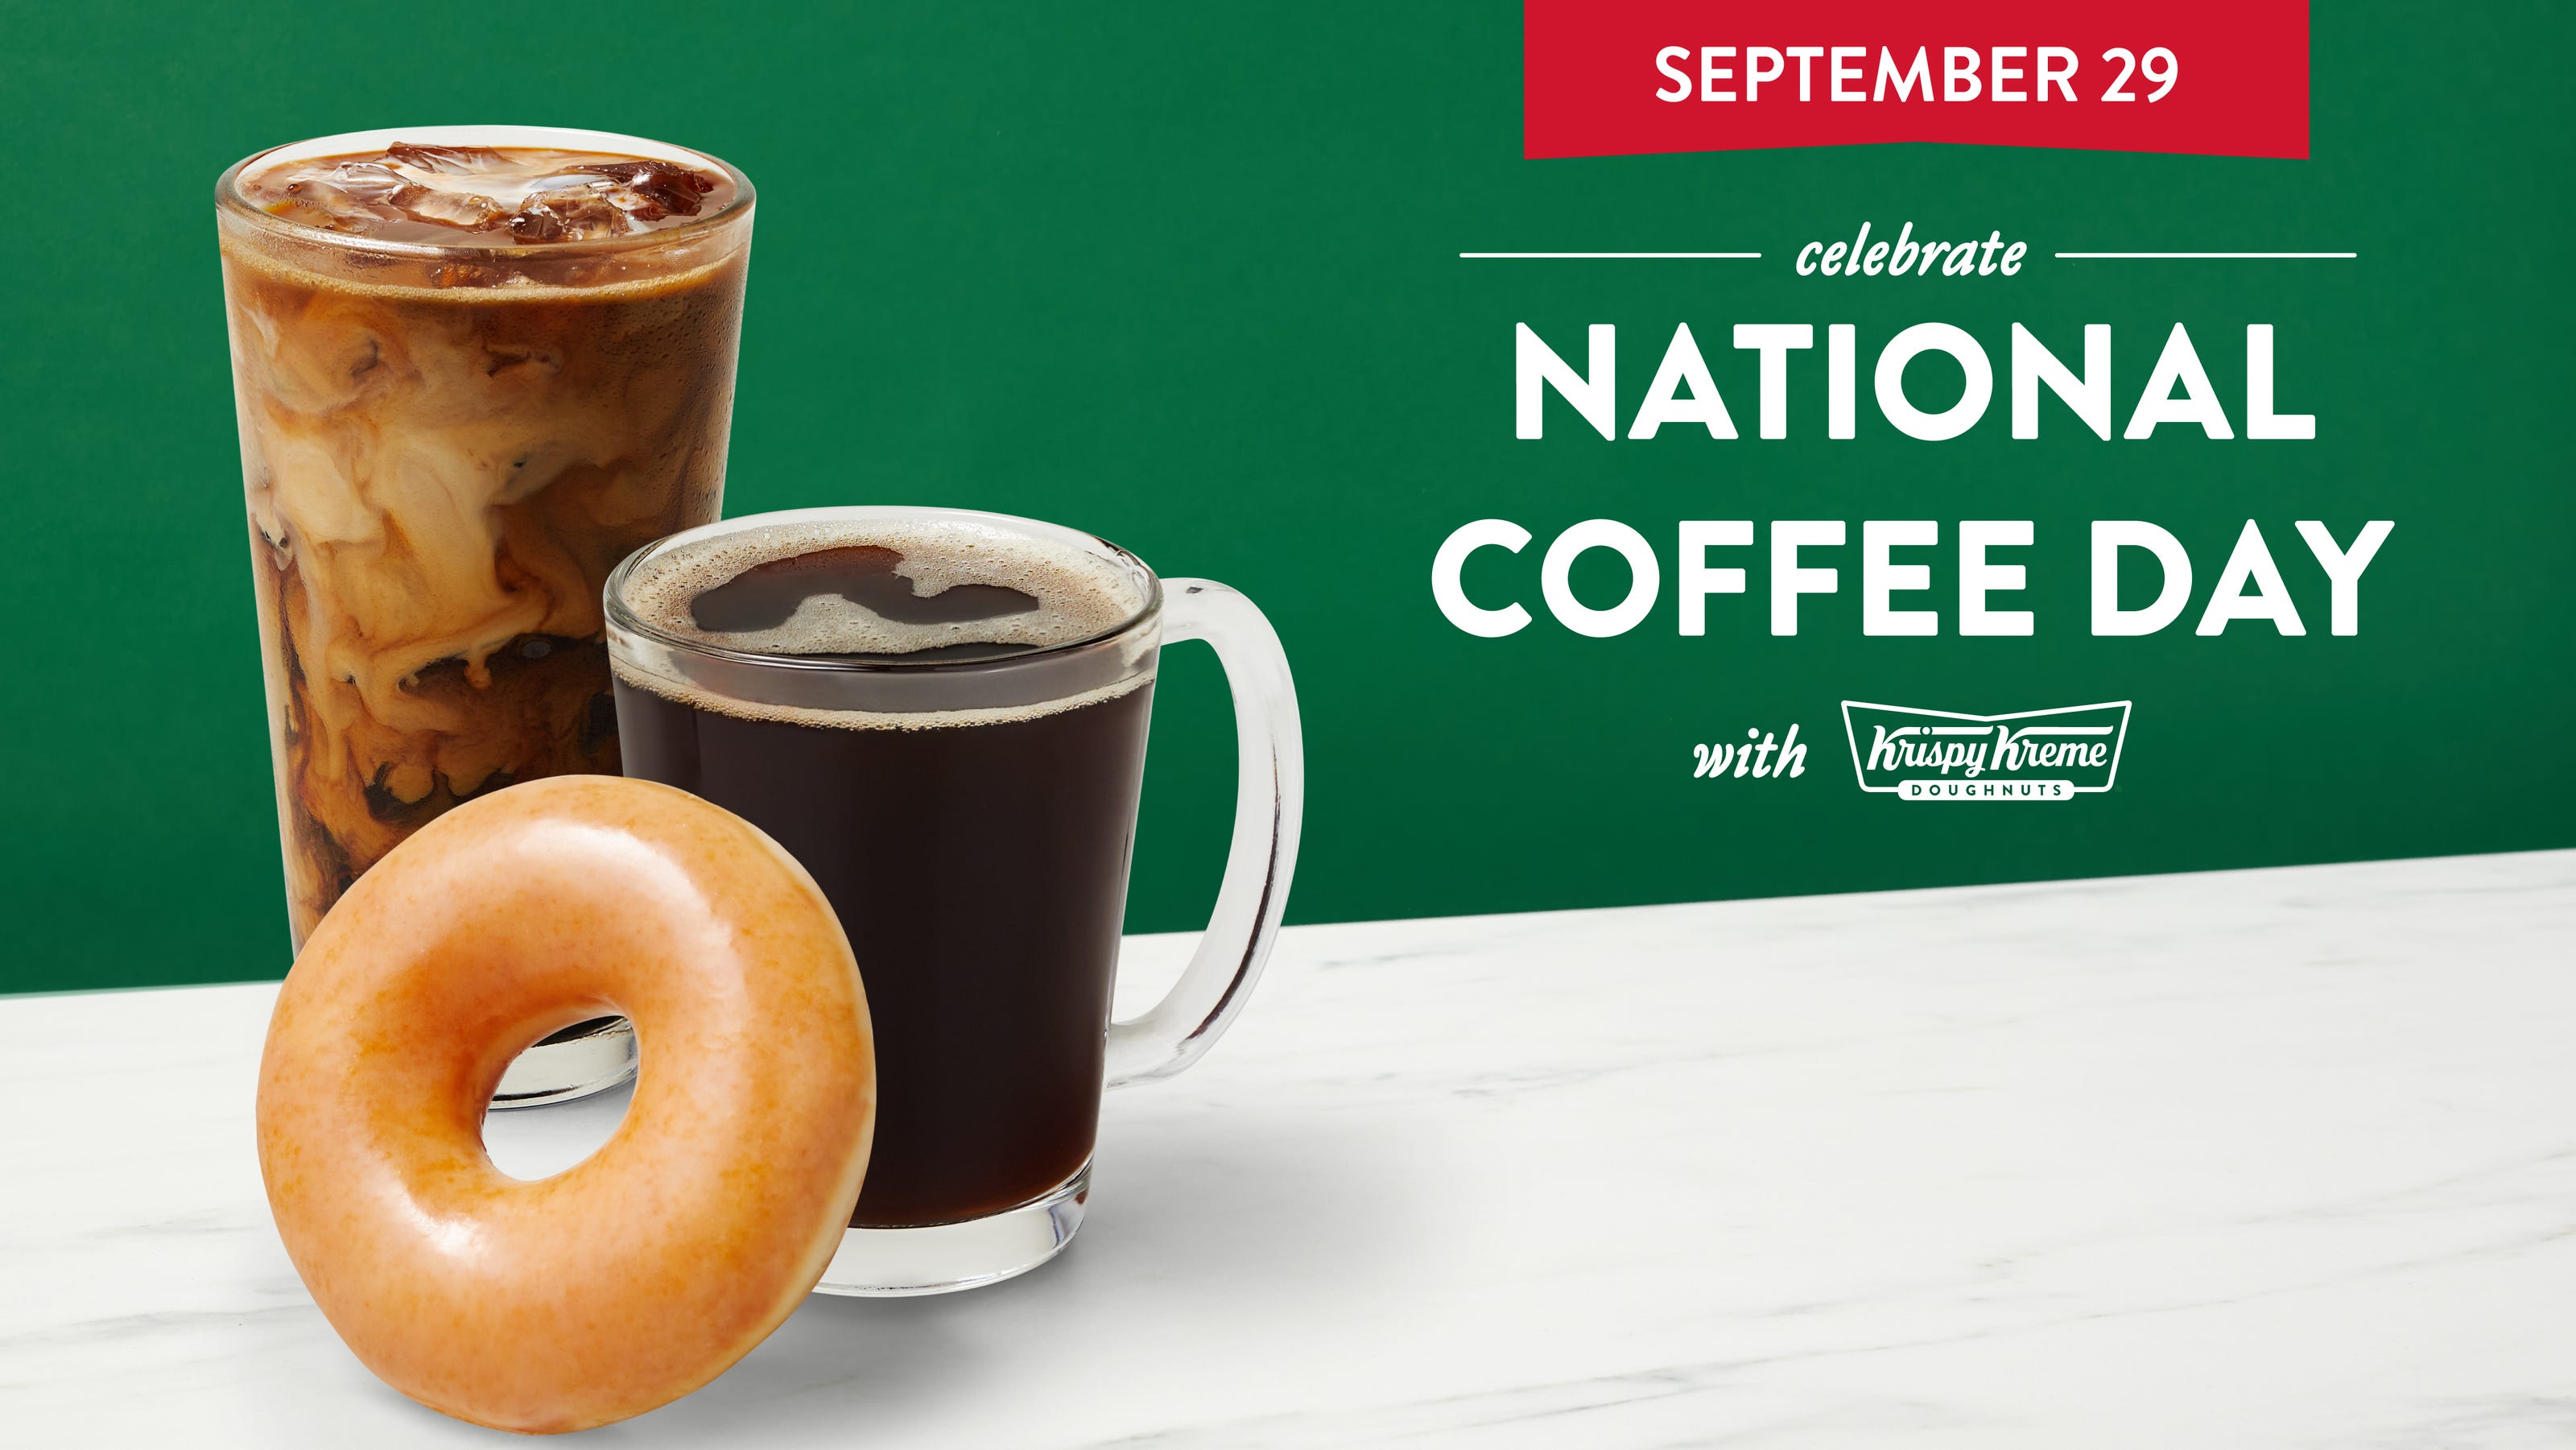 SEPTEMBER 29
celebrate
NATIONAL
COFFEE DAY
with Krispy Kreme
DOUGHNUTS